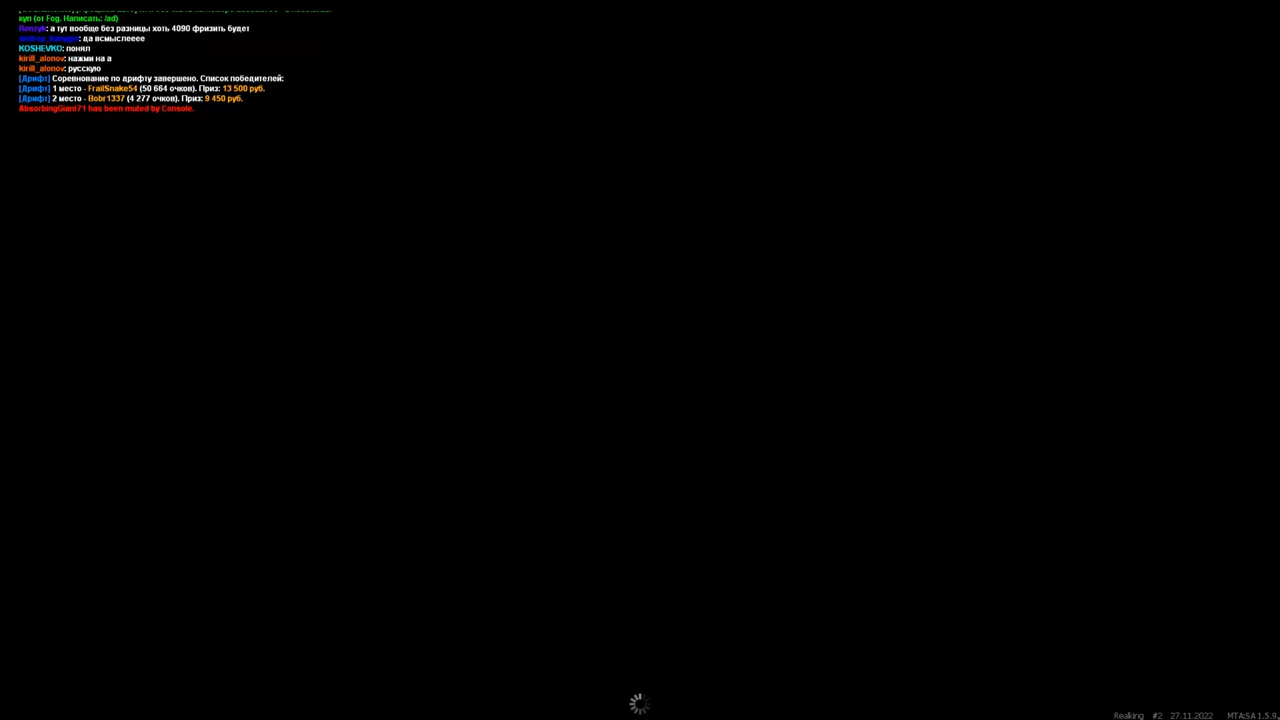 куп (от Fog. Написать: /ad)
Renzyk: а тут вообще без разницы хоть 4090 фризить будет
: да всмыслееее
KOSHEVKO: понял
kirill_alonov: нажми на а
kirill_alonov: русскую
[Дрифт] Соревнование по дрифту завершено. Список победителей:
[Дрифт] 1 место - FrailSnake54 (50 664 очков). Приз: 13 500 руб.
[Дрифт] 2 место - Bobr1337 (4 277 очков). Приз: 9 450 руб.
AbsorbingGiant71 has been muted by Console.
Realking #2 27.11.2022 MTA:SA 1.5.9